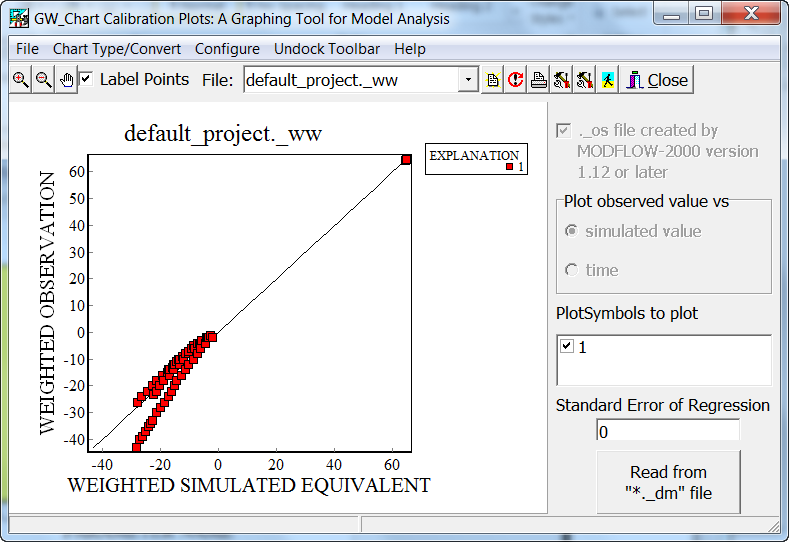 GW_Chart Calibration Plots: A Graphing Tool for Model Analysis
File Chart Type/Convert Configure Undock Toolbar Help
Label Points File: default_project._ww Close
default_project._ww
EXPLANATION
1
WEIGHTED OBSERVATION
60
50
40
30
20
10
0
-10
-20
-30
-40
-40 -20 0 20 40 60
WEIGHTED SIMULATED EQUIVALENT
._os file created by
MODFLOW-2000 version
1.12 or later
Plot observed value vs
simulated value
time
PlotSymbols to plot
1
Standard Error of Regression
0
Read from
"*._dm" file